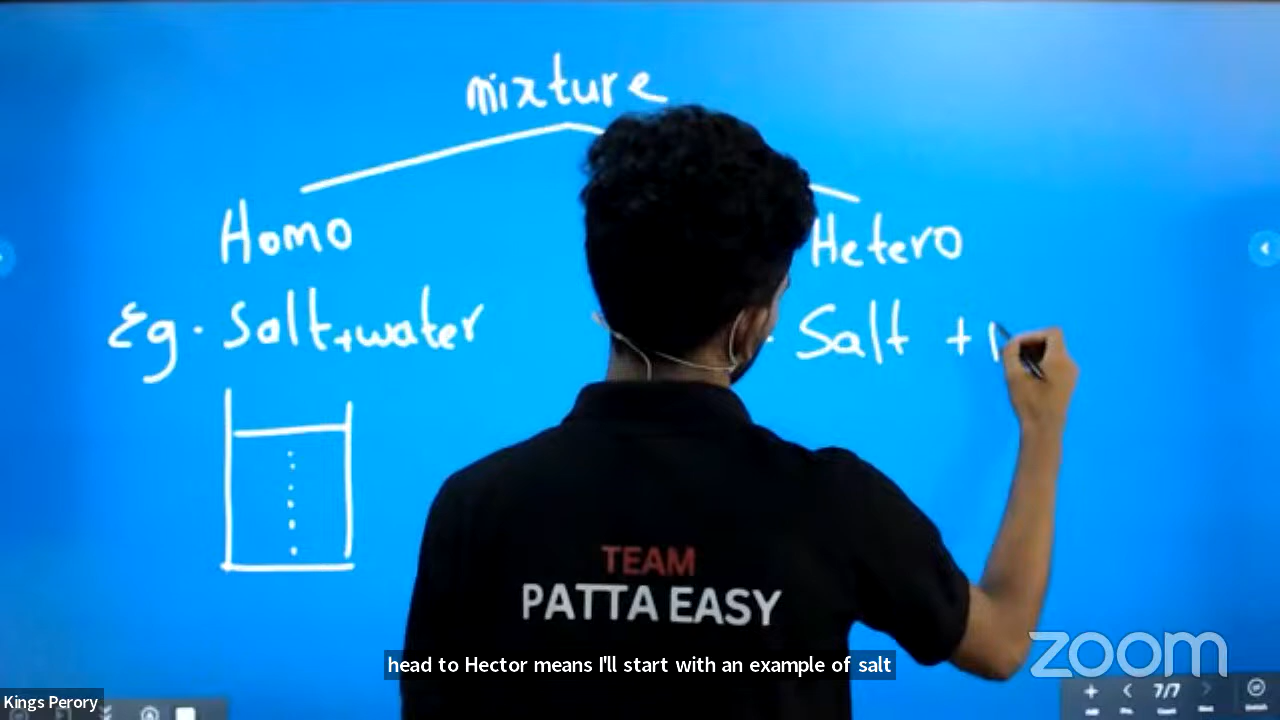 mixture
Homo
Hetero
Eg. Salt+water
. Salt +
TEAM
PATTA EASY
head to Hector means I'll start with an example of salt
zoom
Kings Perory
7/7